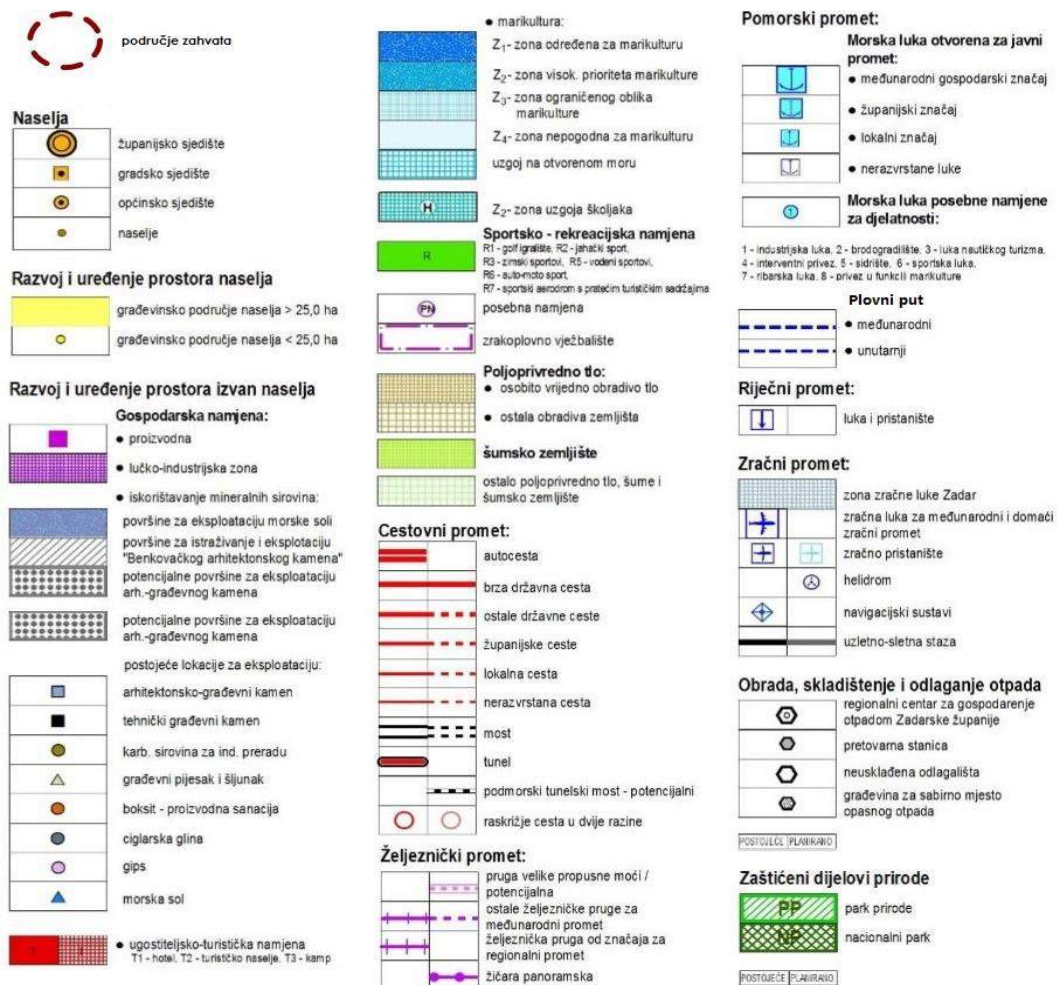 područje zahvata
Naselja
županijsko sjedište
gradsko sjedište
općinsko sjedište
naselje
Razvoj i uređenje prostora naselja
građevinsko područje naselja > 25,0 ha
građevinsko područje naselja < 25,0 ha
Razvoj i uređenje prostora izvan naselja
Gospodarska namjena:
● proizvodna
● lučko-industrijska zona
● iskorištavanje mineralnih sirovina:
površine za eksploataciju morske soli
površine za istraživanje i eksplotaciju
"Benkovačkog arhitektonskog kamena"
potencijalne površine za eksploataciju
arh.-građevnog kamena
potencijalne površine za eksploataciju
arh.-građevnog kamena
postojeće lokacije za eksploataciju:
arhitektonsko-građevni kamen
tehnički građevni kamen
karb. sirovina za ind. preradu
građevni pijesak i šljunak
boksit - proizvodna sanacija
ciglarska glina
gips
morska sol
● ugostiteljsko-turistička namjena
T1 - hotel, T2 - turističko naselje, T3 - kamp
● marikultura:
Z1- zona određena za marikulturu
Z2- zona visok. prioriteta marikulture
Z3- zona ograničenog oblika
marikulture
Z4- zona nepogodna za marikulturu
uzgoj na otvorenom moru
H
Z2- zona uzgoja školjaka
Sportsko - rekreacijska namjena
R
R1 - golf igralište, R2 - jahački sport,
R3 - zimski sportovi, R5 - vodeni sportovi,
R6 - auto-moto sport,
R7 - sportski aerodrom s pratećim turističkim sadržajima
PN
posebna namjena
zrakoplovno vježbalište
Poljoprivredno tlo:
● osobito vrijedno obradivo tlo
● ostala obradiva zemljišta
šumsko zemljište
ostalo poljoprivredno tlo, šume i
šumsko zemljište
Cestovni promet:
autocesta
brza državna cesta
ostale državne ceste
županijske ceste
lokalna cesta
nerazvrstana cesta
most
tunel
podmorski tunelski most - potencijalni
raskrižje cesta u dvije razine
Željeznički promet:
pruga velike propusne moći /
potencijalna
ostale željezničke pruge za
međunarodni promet
željeznička pruga od značaja za
regionalni promet
žičara panoramska
Pomorski promet:
Morska luka otvorena za javni
promet:
● međunarodni gospodarski značaj
● županijski značaj
● lokalni značaj
● nerazvrstane luke
Morska luka posebne namjene
za djelatnosti:
1
1 - industrijska luka, 2 - brodogradilište, 3 - luka nautičkog turizma,
4 - interventni privez, 5 - sidrište, 6 - sportska luka,
7 - ribarska luka, 8 - privez u funkciji marikulture
Plovni put
● međunarodni
● unutarnji
Riječni promet:
luka i pristanište
Zračni promet:
zona zračne luke Zadar
zračna luka za međunarodni i domaći
zračni promet
zračno pristanište
helidrom
navigacijski sustavi
uzletno-sletna staza
Obrada, skladištenje i odlaganje otpada
regionalni centar za gospodarenje
otpadom Zadarske županije
pretovarna stanica
neusklađena odlagališta
građevina za sabirno mjesto
opasnog otpada
POSTOJEĆE PLANIRANO
Zaštićeni dijelovi prirode
PP
park prirode
NP
nacionalni park
POSTOJEĆE PLANIRANO